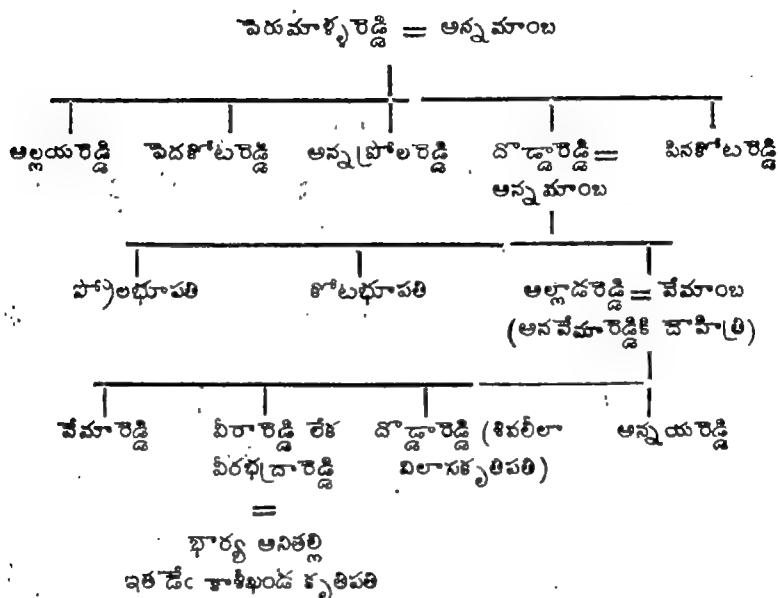 పెరుమాళ్ళరెడ్డి = అన్నమాంబ
అల్లయరెడ్డి పెదకోటరెడ్డి అన్నప్రోలరెడ్డి దొడ్డారెడ్డి= పినకోటరెడ్డి
అన్నమాంబ
ప్రోలభూపతి కోటభూపతి అల్లాడరెడ్డి = వేమాంబ
(అనవేమారెడ్డికి దౌహిత్రి)
వేమారెడ్డి వీరారెడ్డి లేక దొడ్డారెడ్డి (శివలీలా అన్నయరెడ్డి
వీరభద్రారెడ్డి విలాసకృతిపతి)
=
భార్య అనితల్లి
ఇతడేఁ కాశీఖండ కృతిపతి